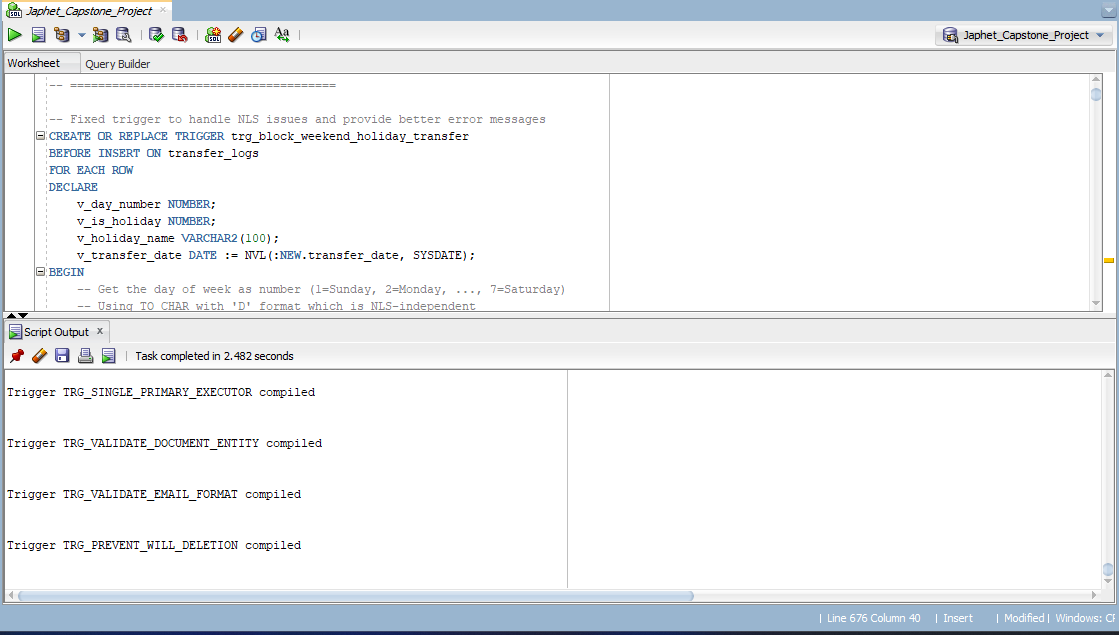 Japhet_Capstone_Project
Japhet_Capstone_Project
Worksheet Query Builder
-- ======================================
-- Fixed trigger to handle NLS issues and provide better error messages
CREATE OR REPLACE TRIGGER trg_block_weekend_holiday_transfer
BEFORE INSERT ON transfer_logs
FOR EACH ROW
DECLARE
    v_day_number NUMBER;
    v_is_holiday NUMBER;
    v_holiday_name VARCHAR2(100);
    v_transfer_date DATE := NVL(:NEW.transfer_date, SYSDATE);
BEGIN
    -- Get the day of week as number (1=Sunday, 2=Monday, ..., 7=Saturday)
    -- Using TO_CHAR with 'D' format which is NLS-independent
Script Output x
Task completed in 2.482 seconds
Trigger TRG_SINGLE_PRIMARY_EXECUTOR compiled
Trigger TRG_VALIDATE_DOCUMENT_ENTITY compiled
Trigger TRG_VALIDATE_EMAIL_FORMAT compiled
Trigger TRG_PREVENT_WILL_DELETION compiled
| Line 676 Column 40 | Insert | Modified | Windows: CF